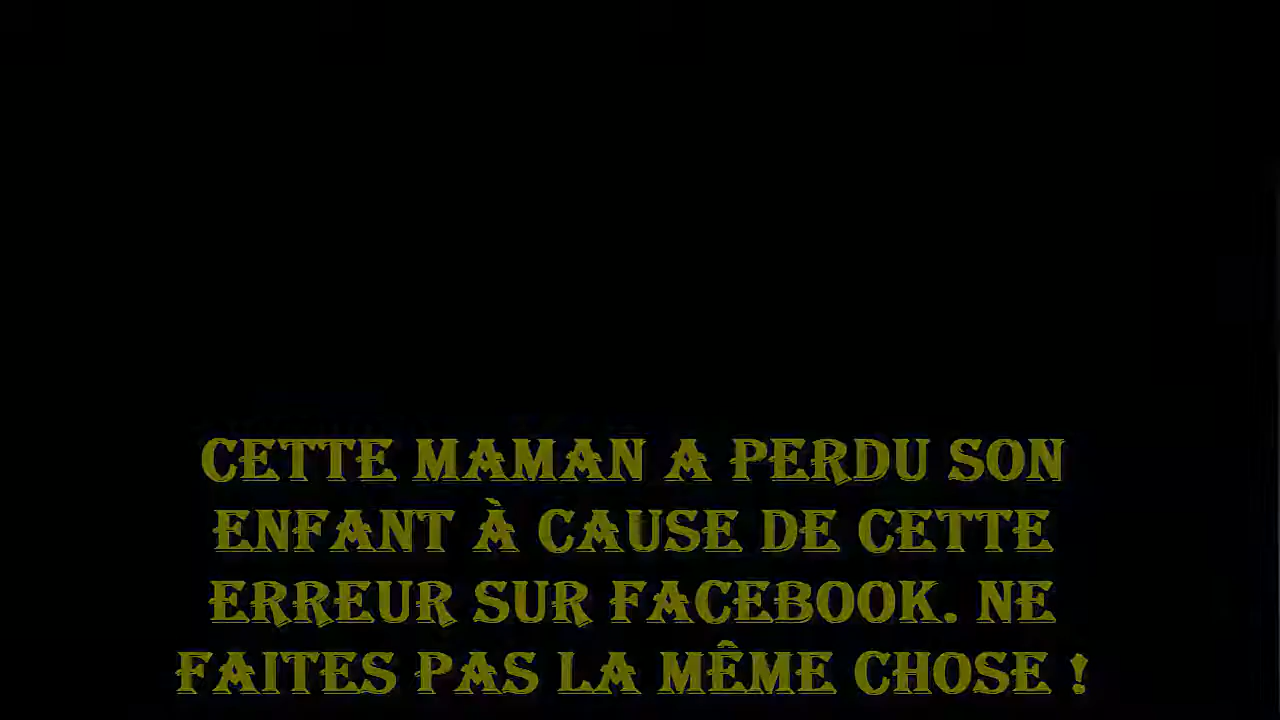 CETTE MAMAN A PERDU SON
ENFANT À CAUSE DE CETTE
ERREUR SUR FACEBOOK. NE
FAITES PAS LA MÊME CHOSE !